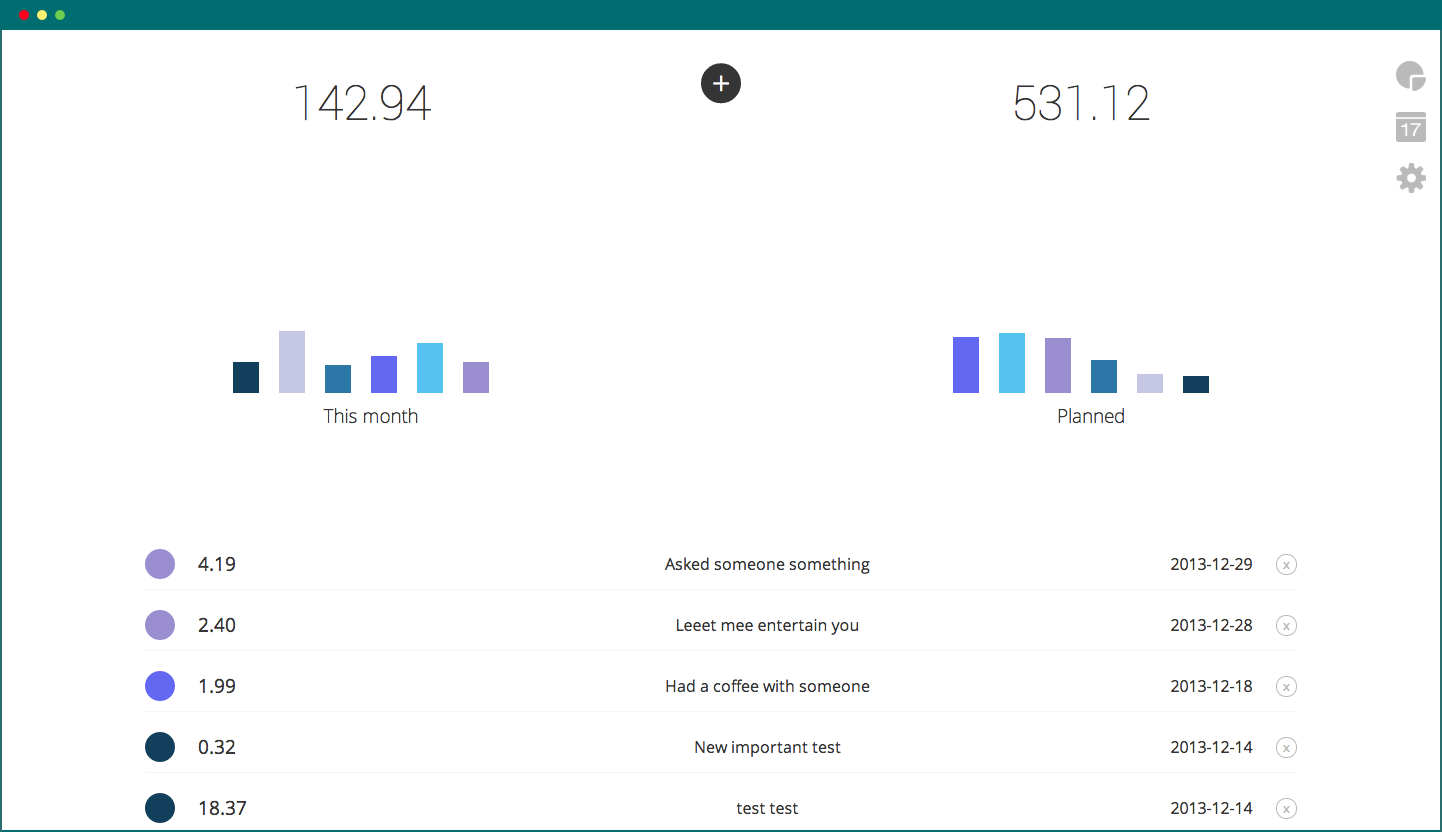 142.94
+
531.12
17
This month
Planned
4.19 Asked someone something 2013-12-29 x
2.40 Leeet mee entertain you 2013-12-28 x
1.99 Had a coffee with someone 2013-12-18 x
0.32 New important test 2013-12-14 x
18.37 test test 2013-12-14 x